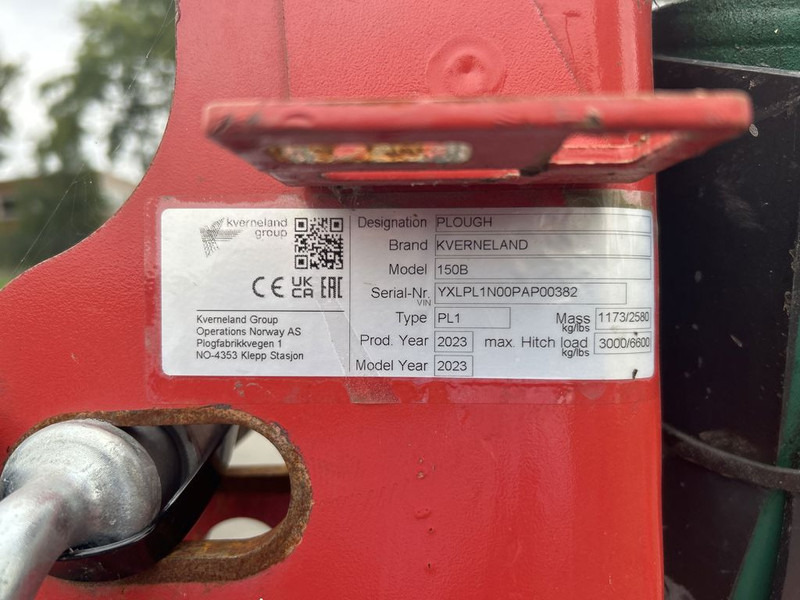 kverneland
group
CE UK CA EAC
Kverneland Group
Operations Norway AS
Plogfabrikkvegen 1
NO-4353 Klepp Stasjon
Designation PLOUGH
Brand KVERNELAND
Model 150B
Serial-Nr. VIN YXLPL1N00PAP00382
Type PL1 Mass kg/lbs 1173/2580
Prod. Year 2023 max. Hitch load kg/lbs 3000/6600
Model Year 2023